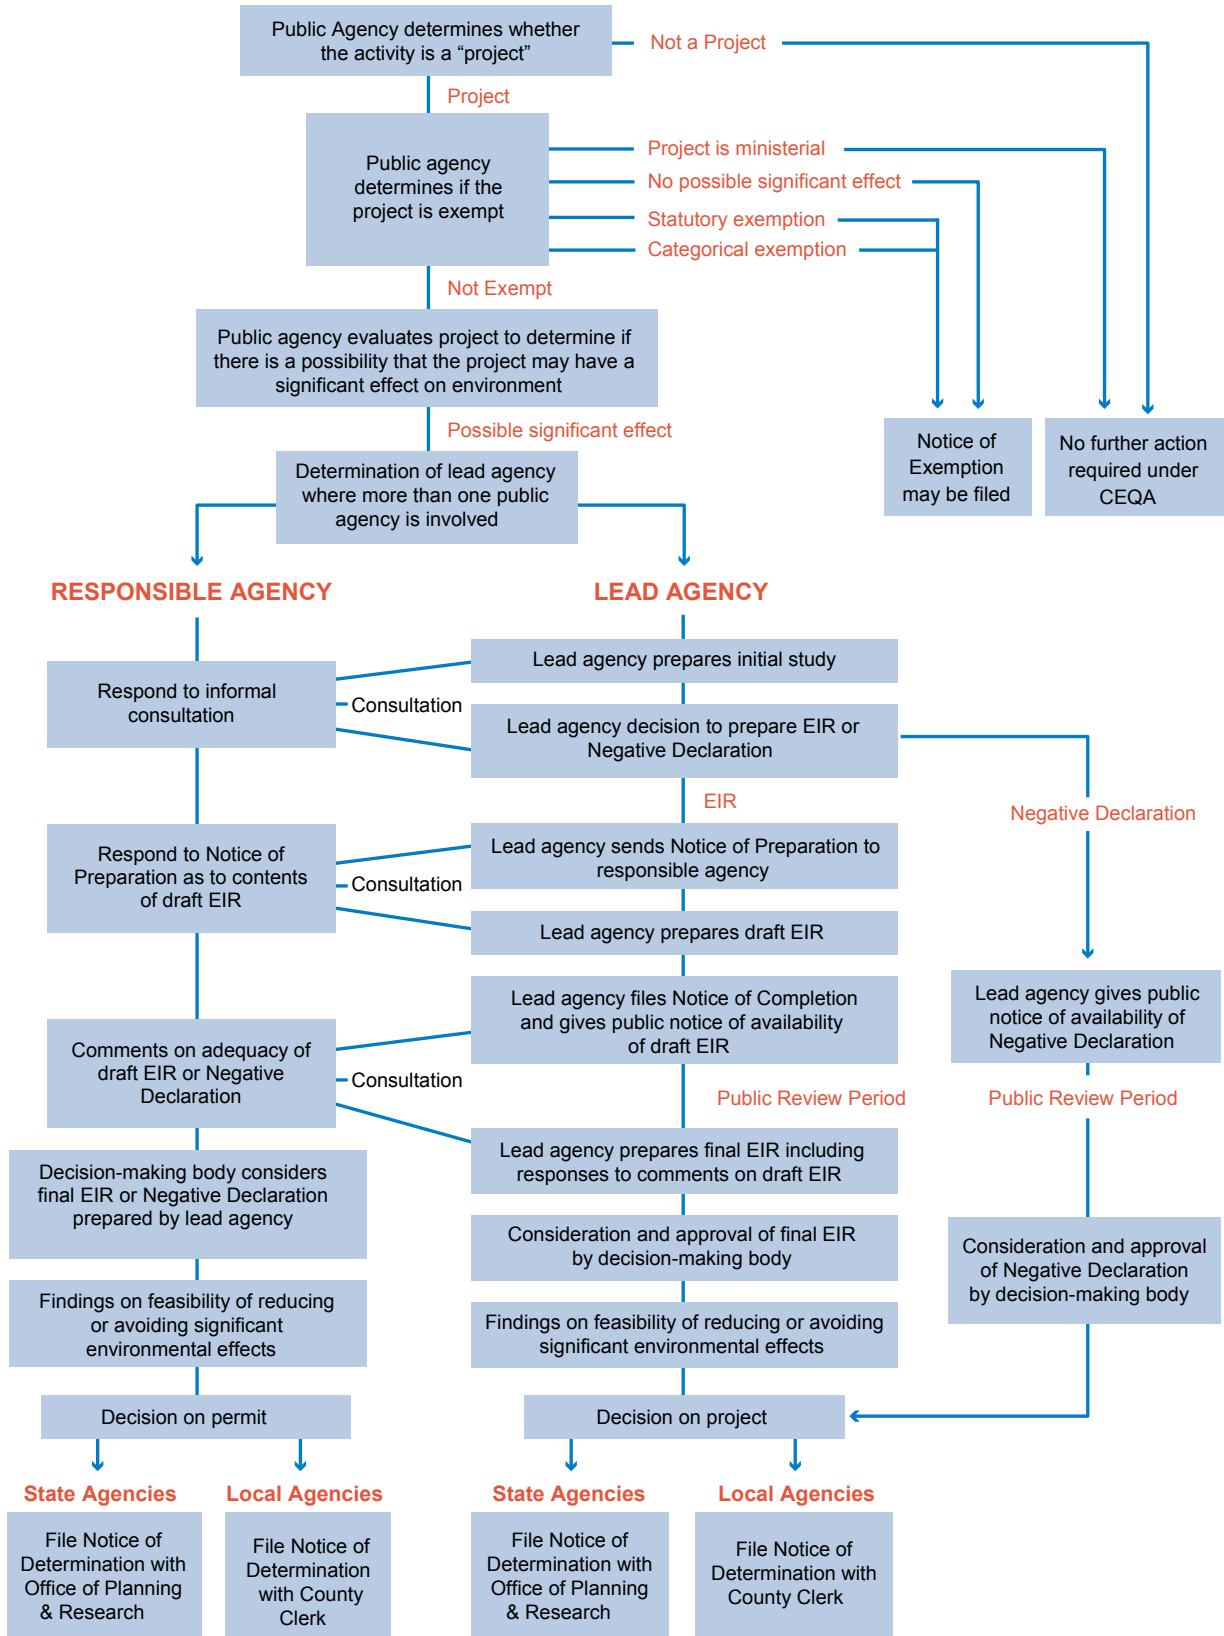 Public Agency determines whether
the activity is a “project”
Not a Project
Project
Public agency
determines if the
project is exempt
Project is ministerial
No possible significant effect
Statutory exemption
Categorical exemption
Not Exempt
Public agency evaluates project to determine if
there is a possibility that the project may have a
significant effect on environment
Possible significant effect
Notice of
Exemption
may be filed
No further action
required under
CEQA
Determination of lead agency
where more than one public
agency is involved
RESPONSIBLE AGENCY
LEAD AGENCY
Respond to informal
consultation
Consultation
Lead agency prepares initial study
Lead agency decision to prepare EIR or
Negative Declaration
EIR
Negative Declaration
Respond to Notice of
Preparation as to contents
of draft EIR
Consultation
Lead agency sends Notice of Preparation to
responsible agency
Lead agency prepares draft EIR
Lead agency files Notice of Completion
and gives public notice of availability
of draft EIR
Lead agency gives public
notice of availability of
Negative Declaration
Comments on adequacy of
draft EIR or Negative
Declaration
Consultation
Public Review Period
Public Review Period
Lead agency prepares final EIR including
responses to comments on draft EIR
Decision-making body considers
final EIR or Negative Declaration
prepared by lead agency
Consideration and approval of final EIR
by decision-making body
Consideration and approval
of Negative Declaration
by decision-making body
Findings on feasibility of reducing
or avoiding significant
environmental effects
Findings on feasibility of reducing or avoiding
significant environmental effects
Decision on permit
Decision on project
State Agencies
Local Agencies
State Agencies
Local Agencies
File Notice of
Determination with
Office of Planning
& Research
File Notice of
Determination
with County
Clerk
File Notice of
Determination with
Office of Planning
& Research
File Notice of
Determination with
County Clerk